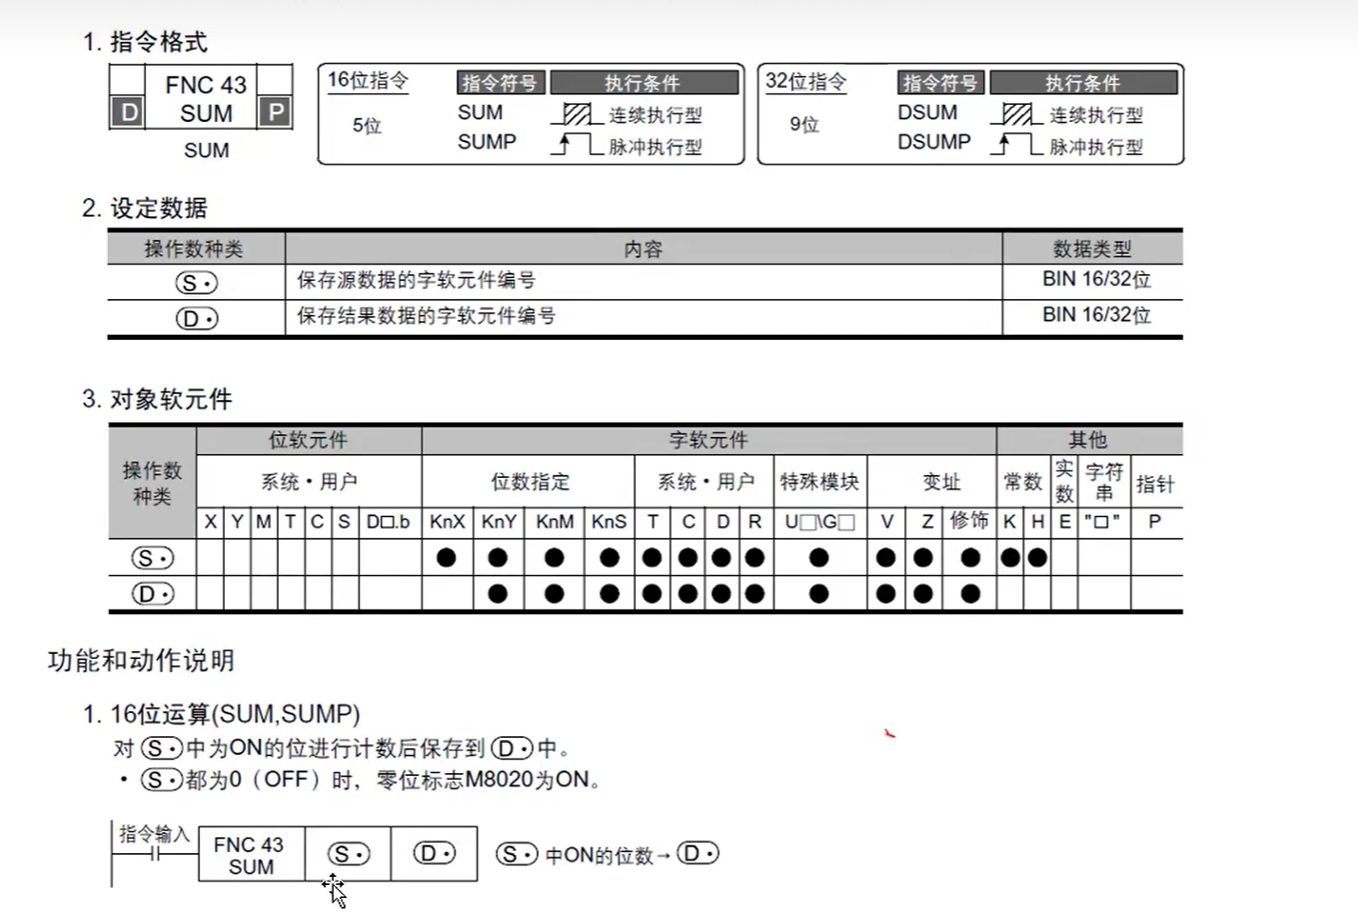 1. 指令格式
FNC 43
D SUM P
SUM
16位指令 指令符号 执行条件
5位
SUM 连续执行型
SUMP 脉冲执行型
32位指令 指令符号 执行条件
9位
DSUM 连续执行型
DSUMP 脉冲执行型
2. 设定数据
操作数种类 内容 数据类型
S· 保存源数据的字软元件编号 BIN 16/32位
D· 保存结果数据的字软元件编号 BIN 16/32位
3. 对象软元件
操作数种类 位软元件 字软元件 其他
系统·用户 位数指定 系统·用户 特殊模块 变址 常数 实数 字符串 指针
X Y M T C S D□.b KnX KnY KnM KnS T C D R U□\G□ V Z 修饰 K H E "□" P
S· ● ● ● ● ● ● ● ● ● ● ● ● ● ●
D· ● ● ● ● ● ● ● ● ● ● ●
功能和动作说明
1. 16位运算(SUM,SUMP)
对 S· 中为ON的位进行计数后保存到 D· 中。
· S· 都为0（OFF）时，零位标志M8020为ON。
指令输入
FNC 43
SUM S· D· S· 中ON的位数→ D·